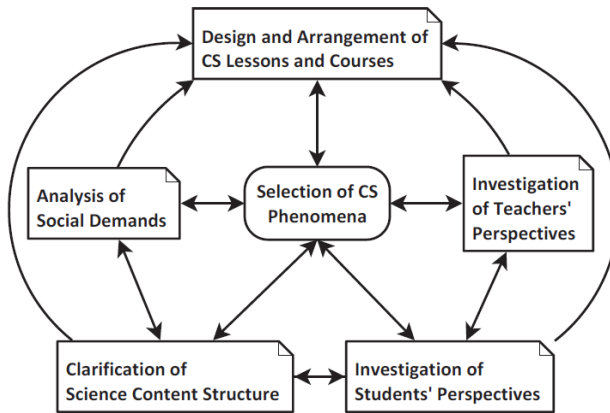 Design and Arrangement of
CS Lessons and Courses
Analysis of
Social Demands
Selection of CS
Phenomena
Investigation
of Teachers'
Perspectives
Clarification of
Science Content Structure
Investigation of
Students' Perspectives